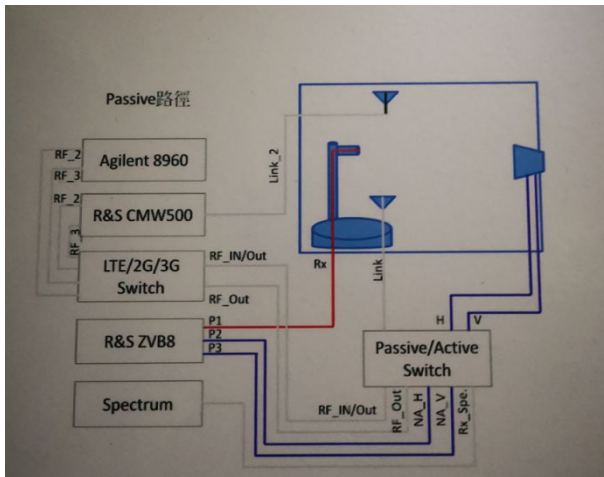 Passive路徑
RF_2
Agilent 8960
RF_3
RF_2
R&S CMW500
Link_2
RF_3
LTE/2G/3G
Switch
RF_IN/Out
RF_Out
Rx
Link
P1
R&S ZVB8
P2
P3
H
V
Passive/Active
Switch
Spectrum
RF_IN/Out
RF_Out
NA_H
NA_V
Rx_Spe.